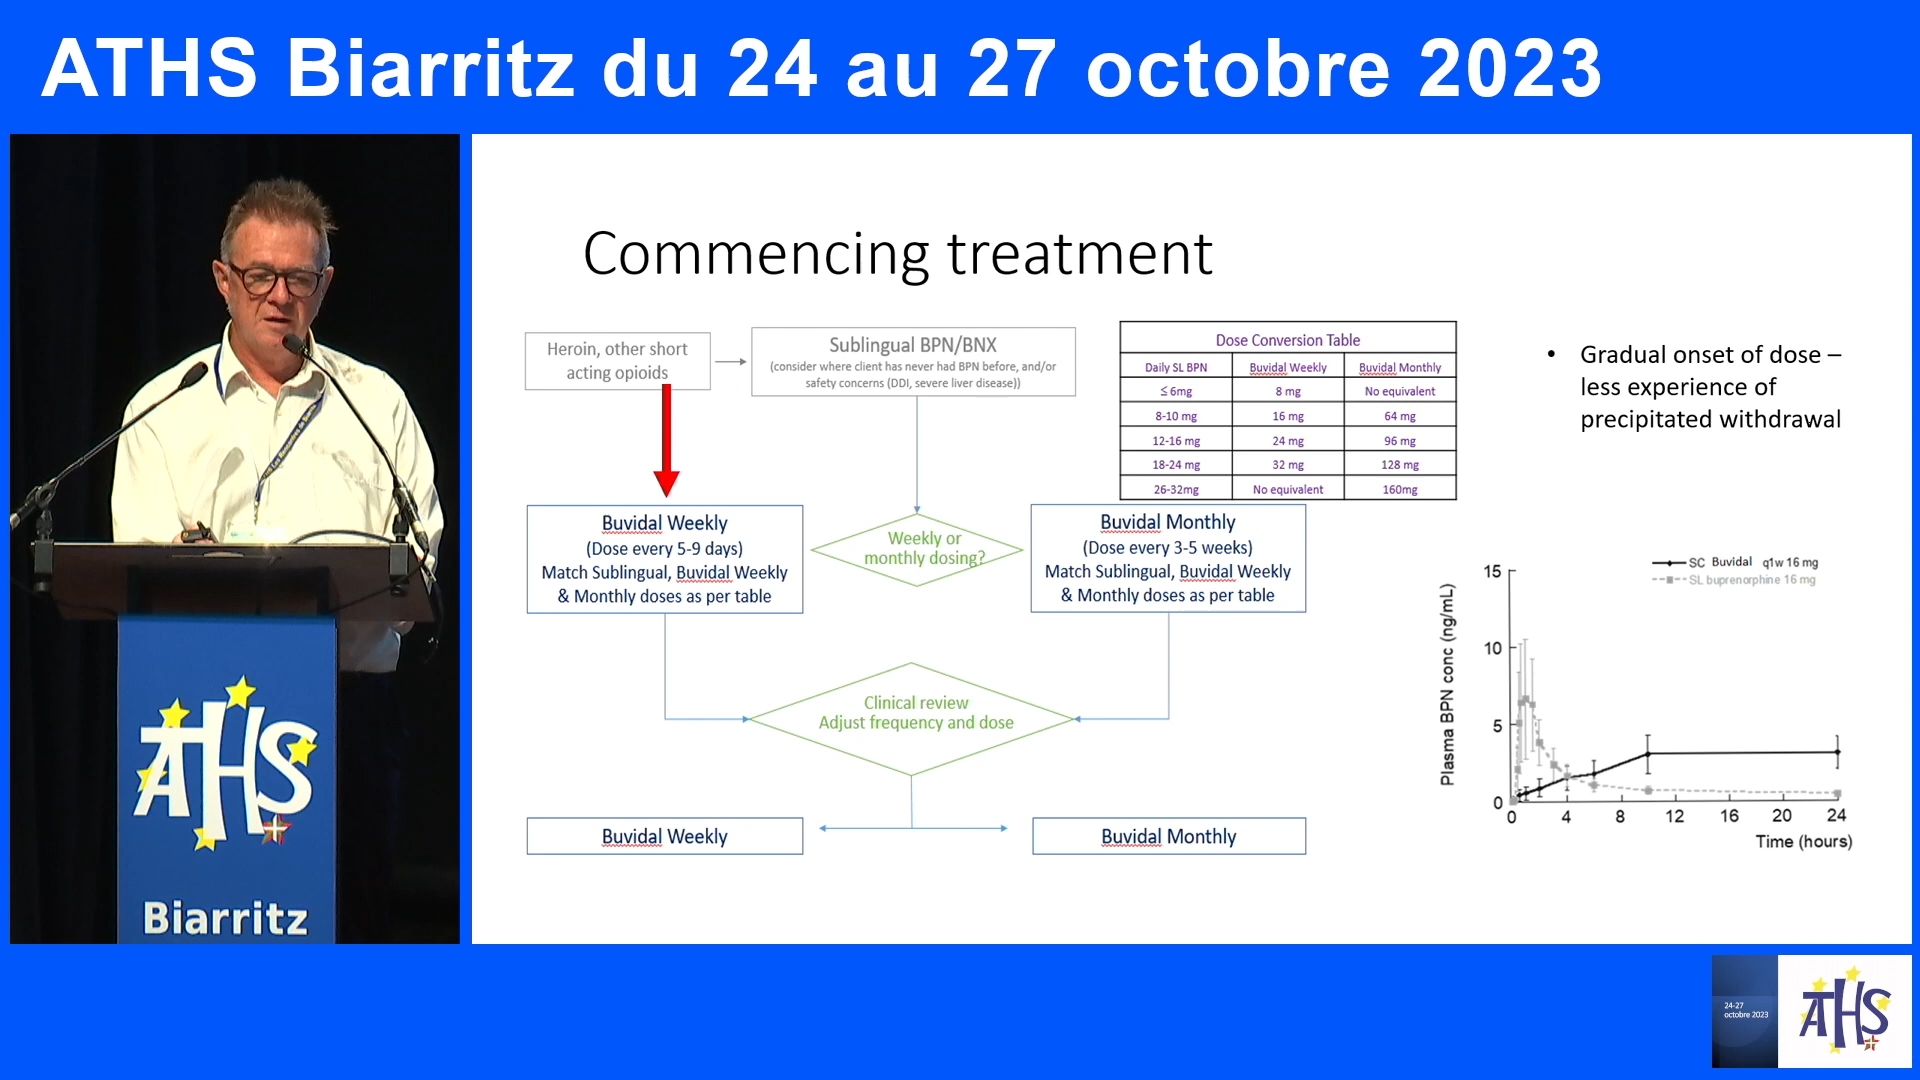 ATHS Biarritz du 24 au 27 octobre 2023
Commencing treatment
Heroin, other short
acting opioids
Sublingual BPN/BNX
(consider where client has never had BPN before, and/or
safety concerns (DDI, severe liver disease))
Dose Conversion Table
Daily SL BPN Buvidal Weekly Buvidal Monthly
≤ 6mg 8 mg No equivalent
8-10 mg 16 mg 64 mg
12-16 mg 24 mg 96 mg
18-24 mg 32 mg 128 mg
26-32mg No equivalent 160mg
• Gradual onset of dose –
less experience of
precipitated withdrawal
Buvidal Weekly
(Dose every 5-9 days)
Match Sublingual, Buvidal Weekly
& Monthly doses as per table
Weekly or
monthly dosing?
Buvidal Monthly
(Dose every 3-5 weeks)
Match Sublingual, Buvidal Weekly
& Monthly doses as per table
Clinical review
Adjust frequency and dose
Buvidal Weekly
Buvidal Monthly
SC Buvidal q1w 16 mg
SL buprenorphine 16 mg
Plasma BPN conc (ng/mL)
15
10
5
0
0 4 8 12 16 20 24
Time (hours)
ATHS
Biarritz
24-27
octobre 2023
ATHS